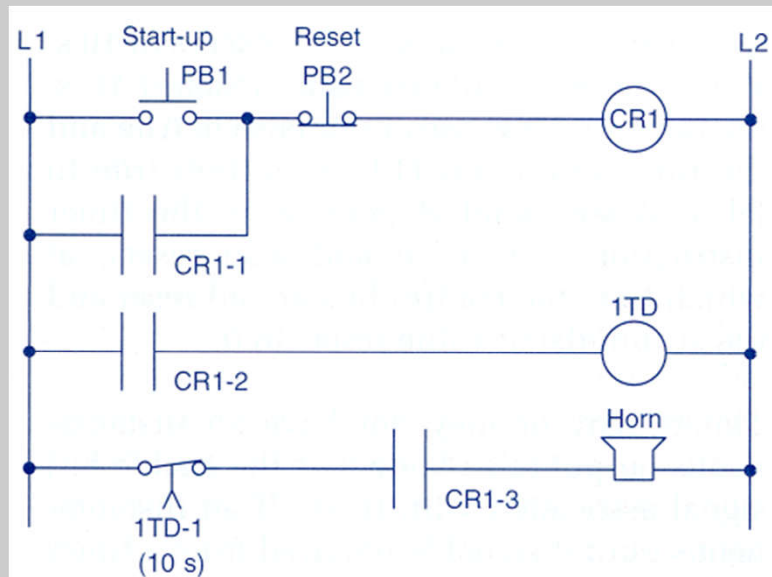 L1
Start-up
Reset
L2
PB1
PB2
CR1
CR1-1
1TD
CR1-2
Horn
CR1-3
1TD-1
(10 s)